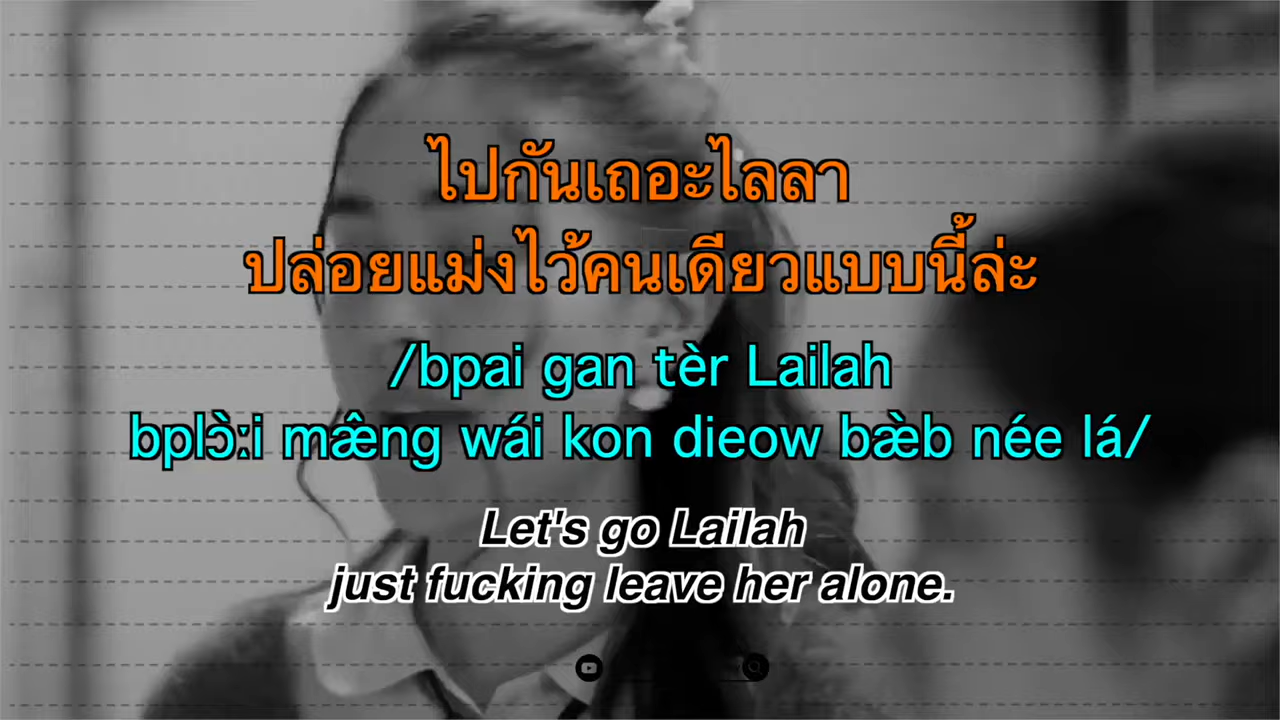 ไปกันเถอะไลลา
ปล่อยแม่งไว้คนเดียวแบบนี้ล่ะ
/bpai gan tèr Lailah
bplɔ̀ːi mæ̂ng wái kon dieow bæ̀b née lá/
Let's go Lailah
just fucking leave her alone.